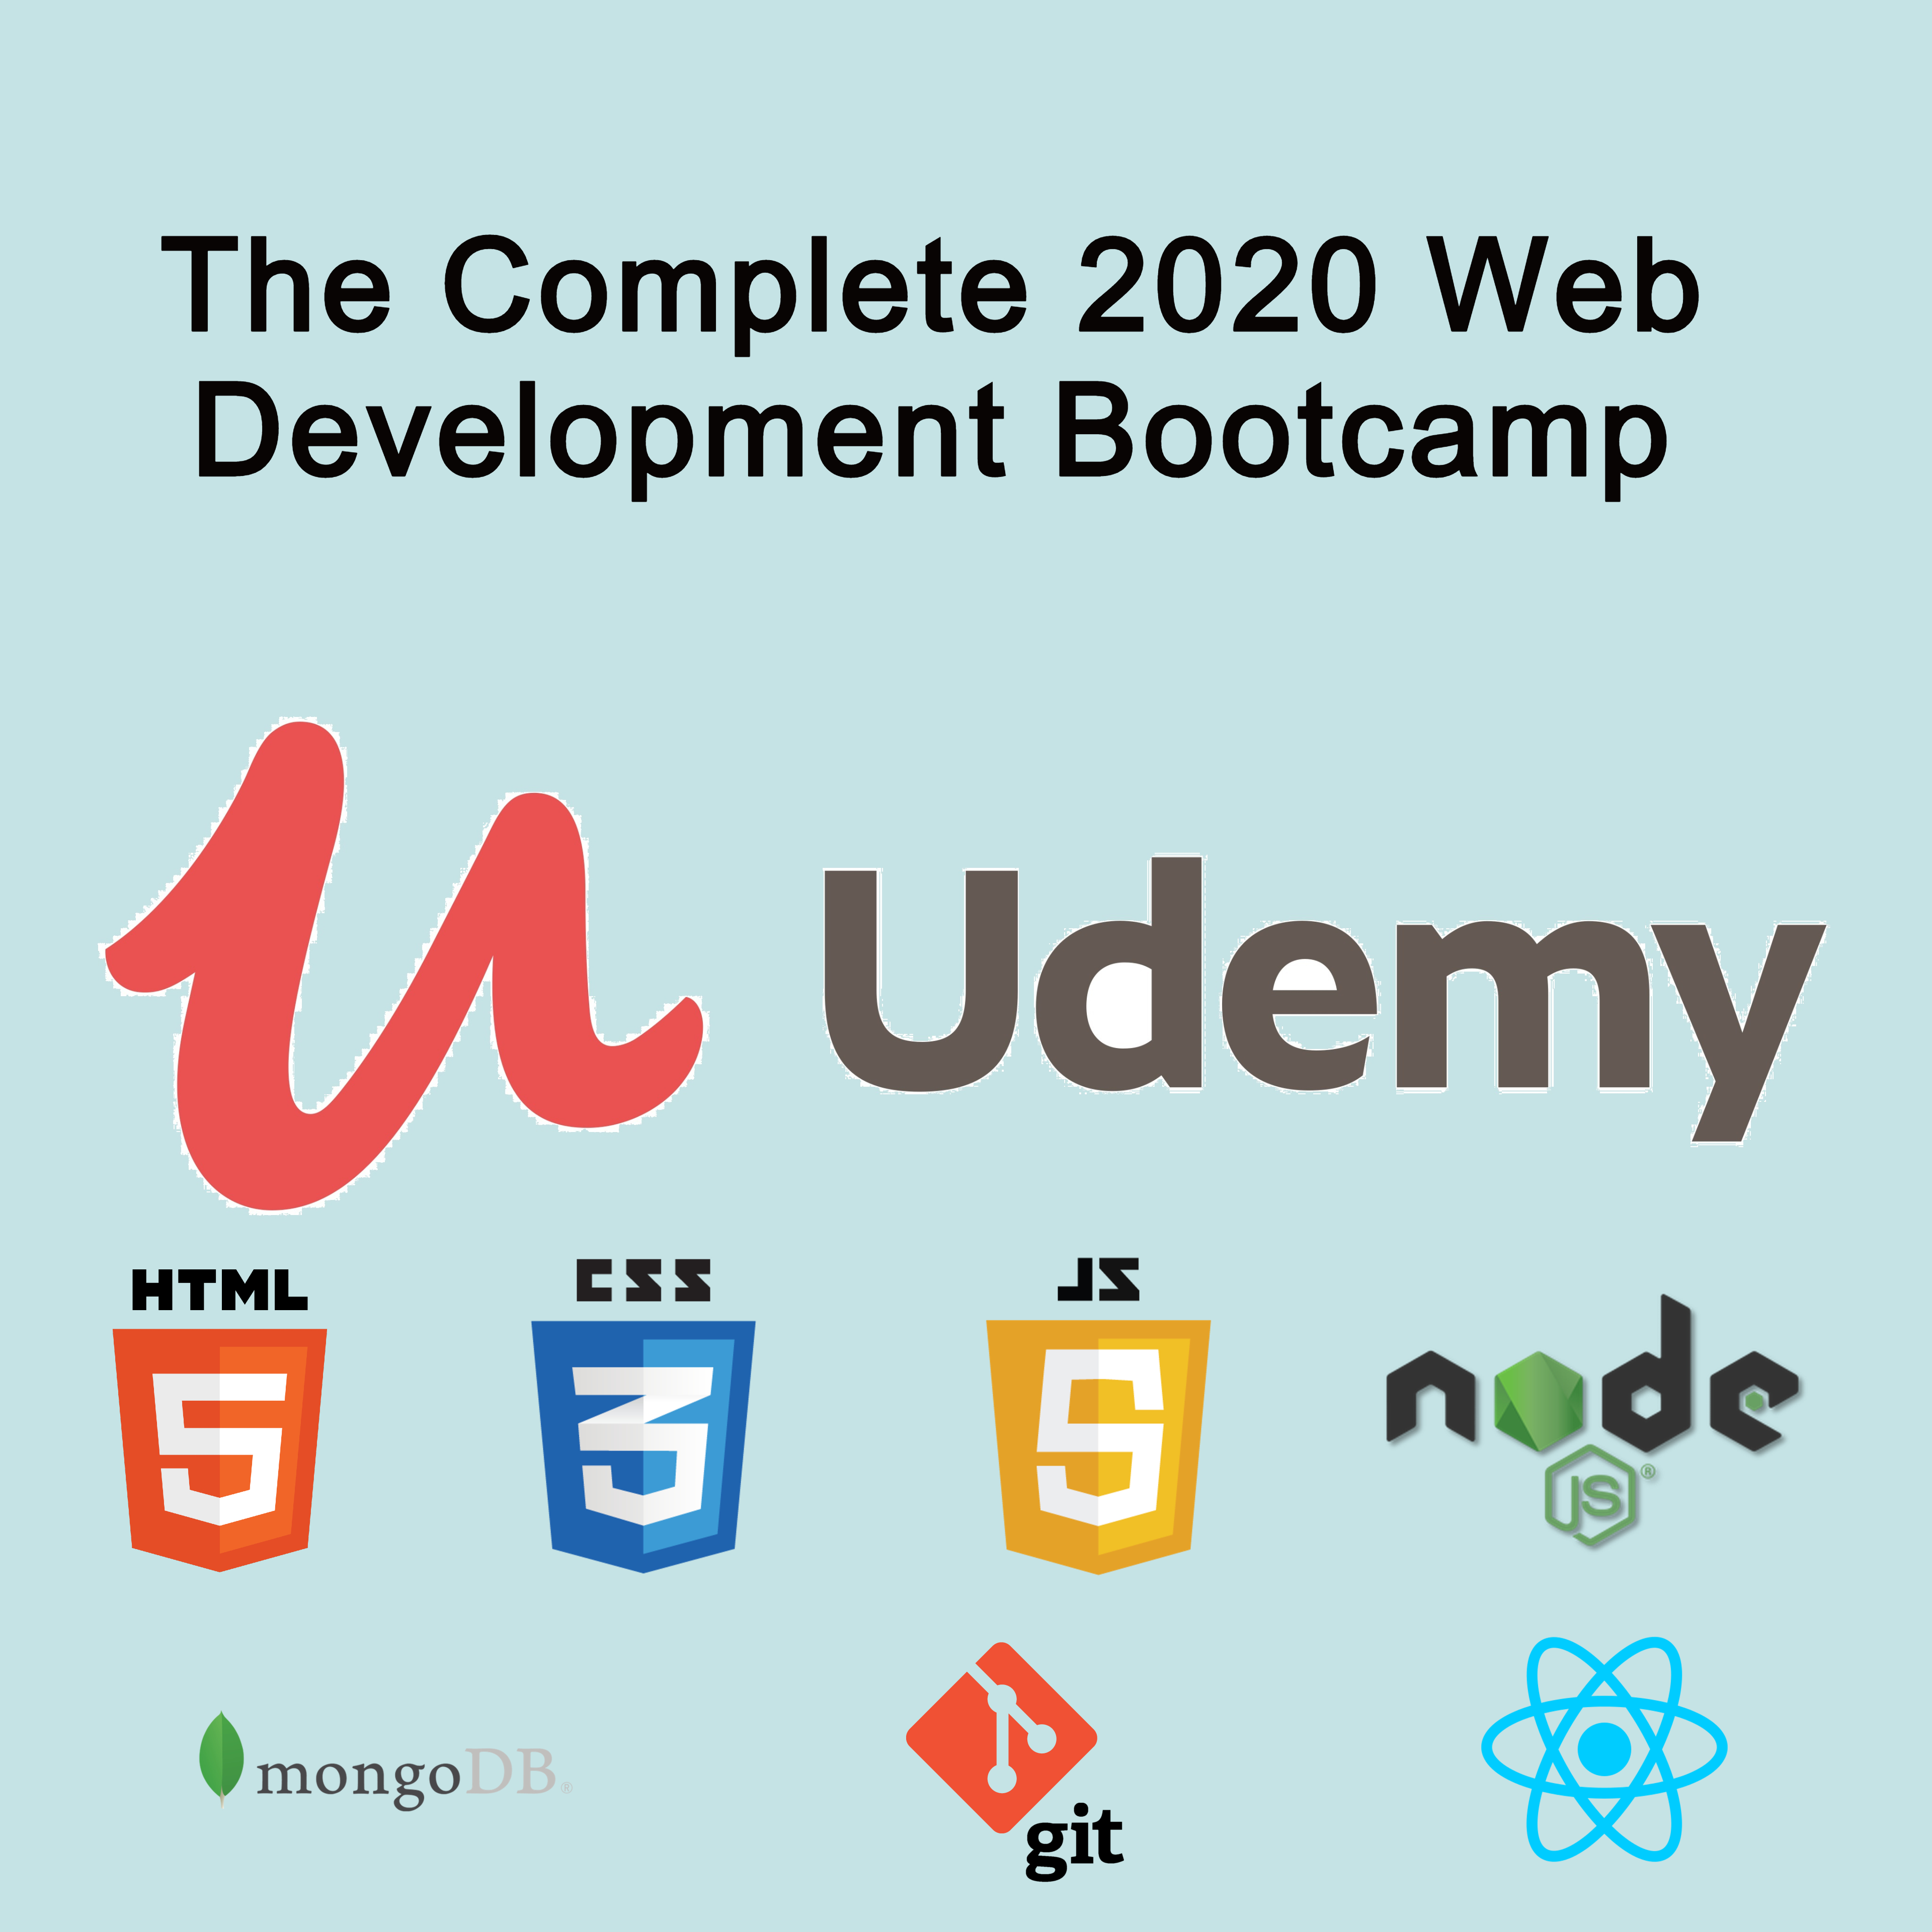 The Complete 2020 Web
Development Bootcamp
Udemy
HTML
CSS
JS
node
JS®
mongoDB®
git